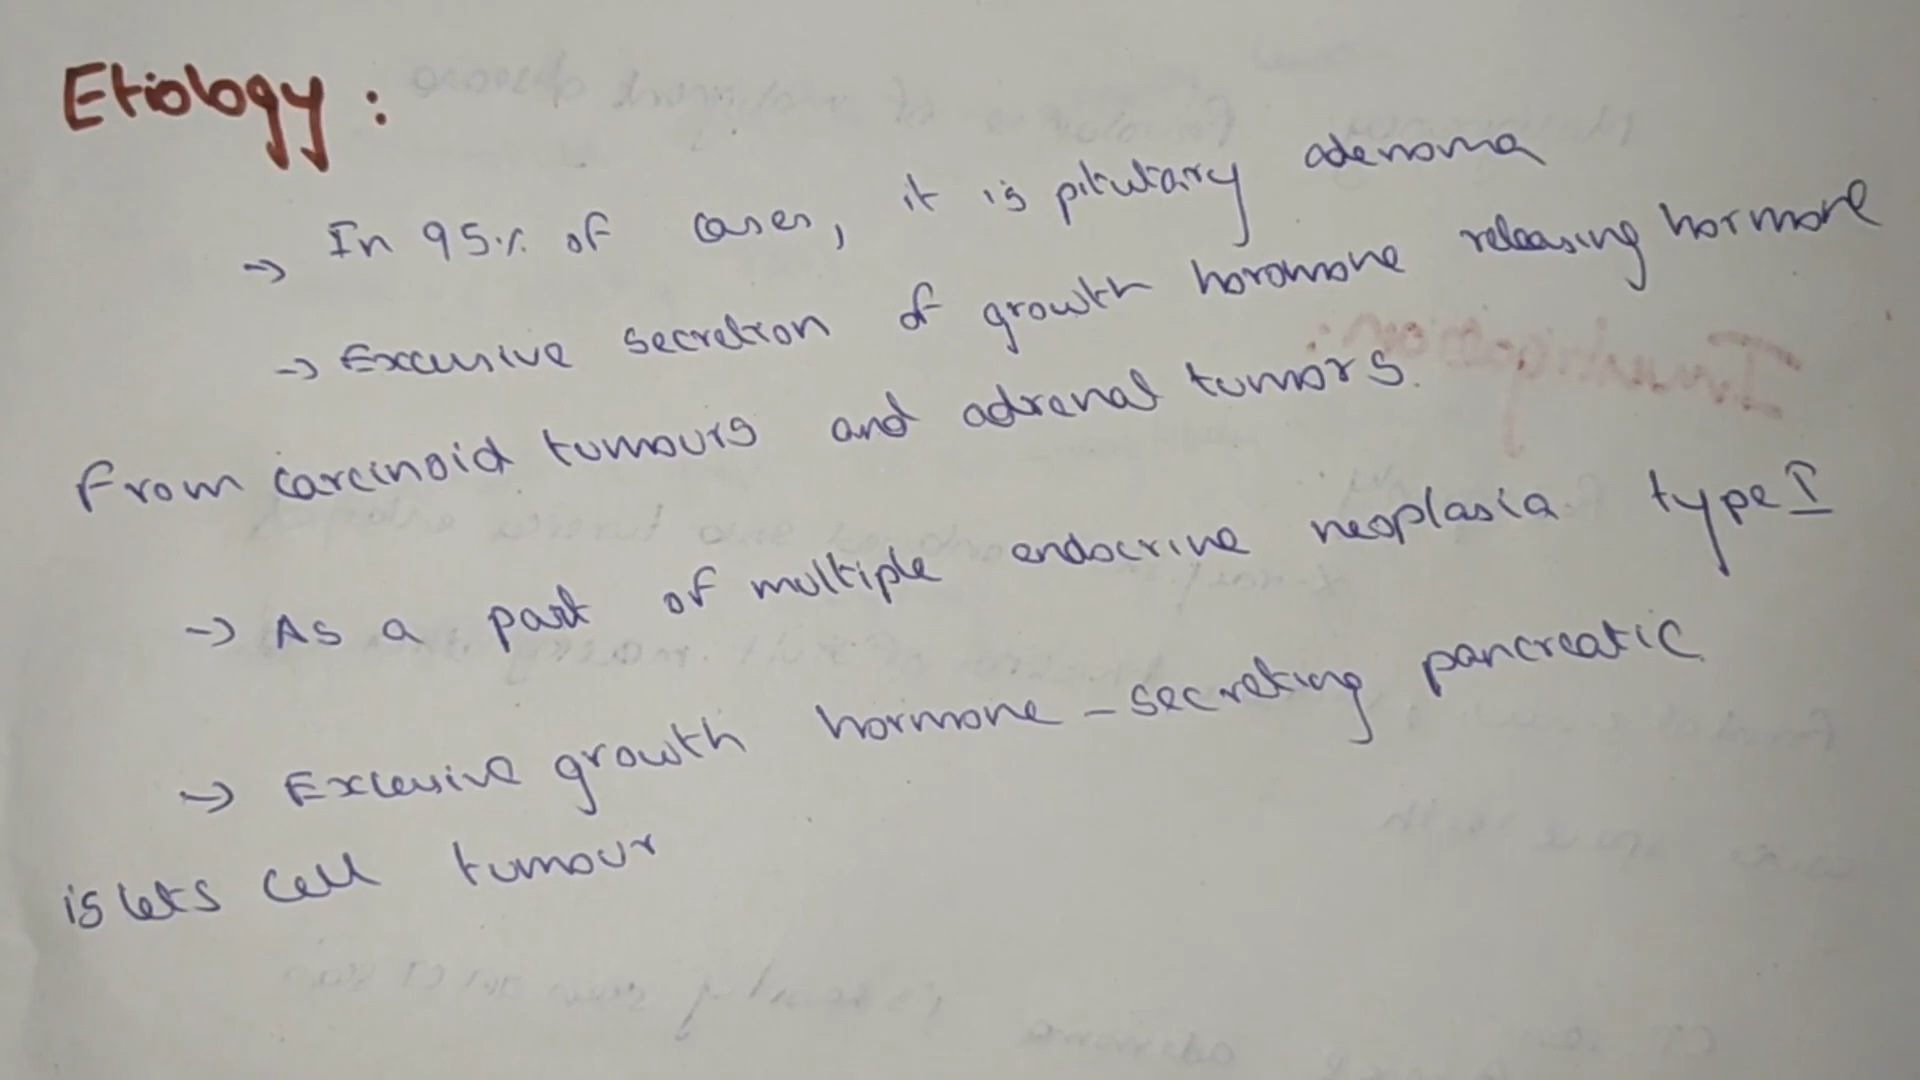 Etiology :
→ In 95% of cases, it is pitutary adenoma
→ Excessive secretion of growth horomone releasing hormone
from carcinoid tumours and adrenal tumors.
→ As a part of multiple endocrine neoplasia type I
→ Excessive growth hormone - secreting pancreatic
islets cell tumour